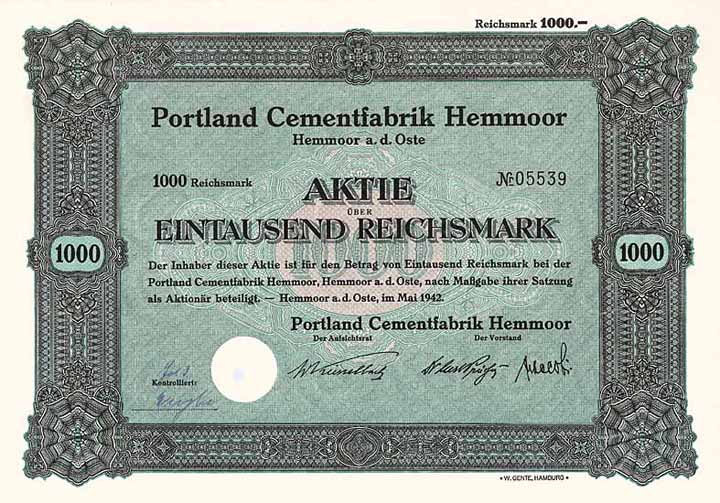 Reichsmark 1000.–
Portland Cementfabrik Hemmoor
Hemmoor a. d. Oste
1000 Reichsmark
AKTIE
№ 05539
ÜBER
EINTAUSEND REICHSMARK
1000
1000
Der Inhaber dieser Aktie ist für den Betrag von Eintausend Reichsmark bei der
Portland Cementfabrik Hemmoor, Hemmoor a. d. Oste, nach Maßgabe ihrer Satzung
als Aktionär beteiligt. — Hemmoor a. d. Oste, im Mai 1942.
Portland Cementfabrik Hemmoor
Der Aufsichtsrat
Der Vorstand
Kontrolliert:
• W. GENTE, HAMBURG •